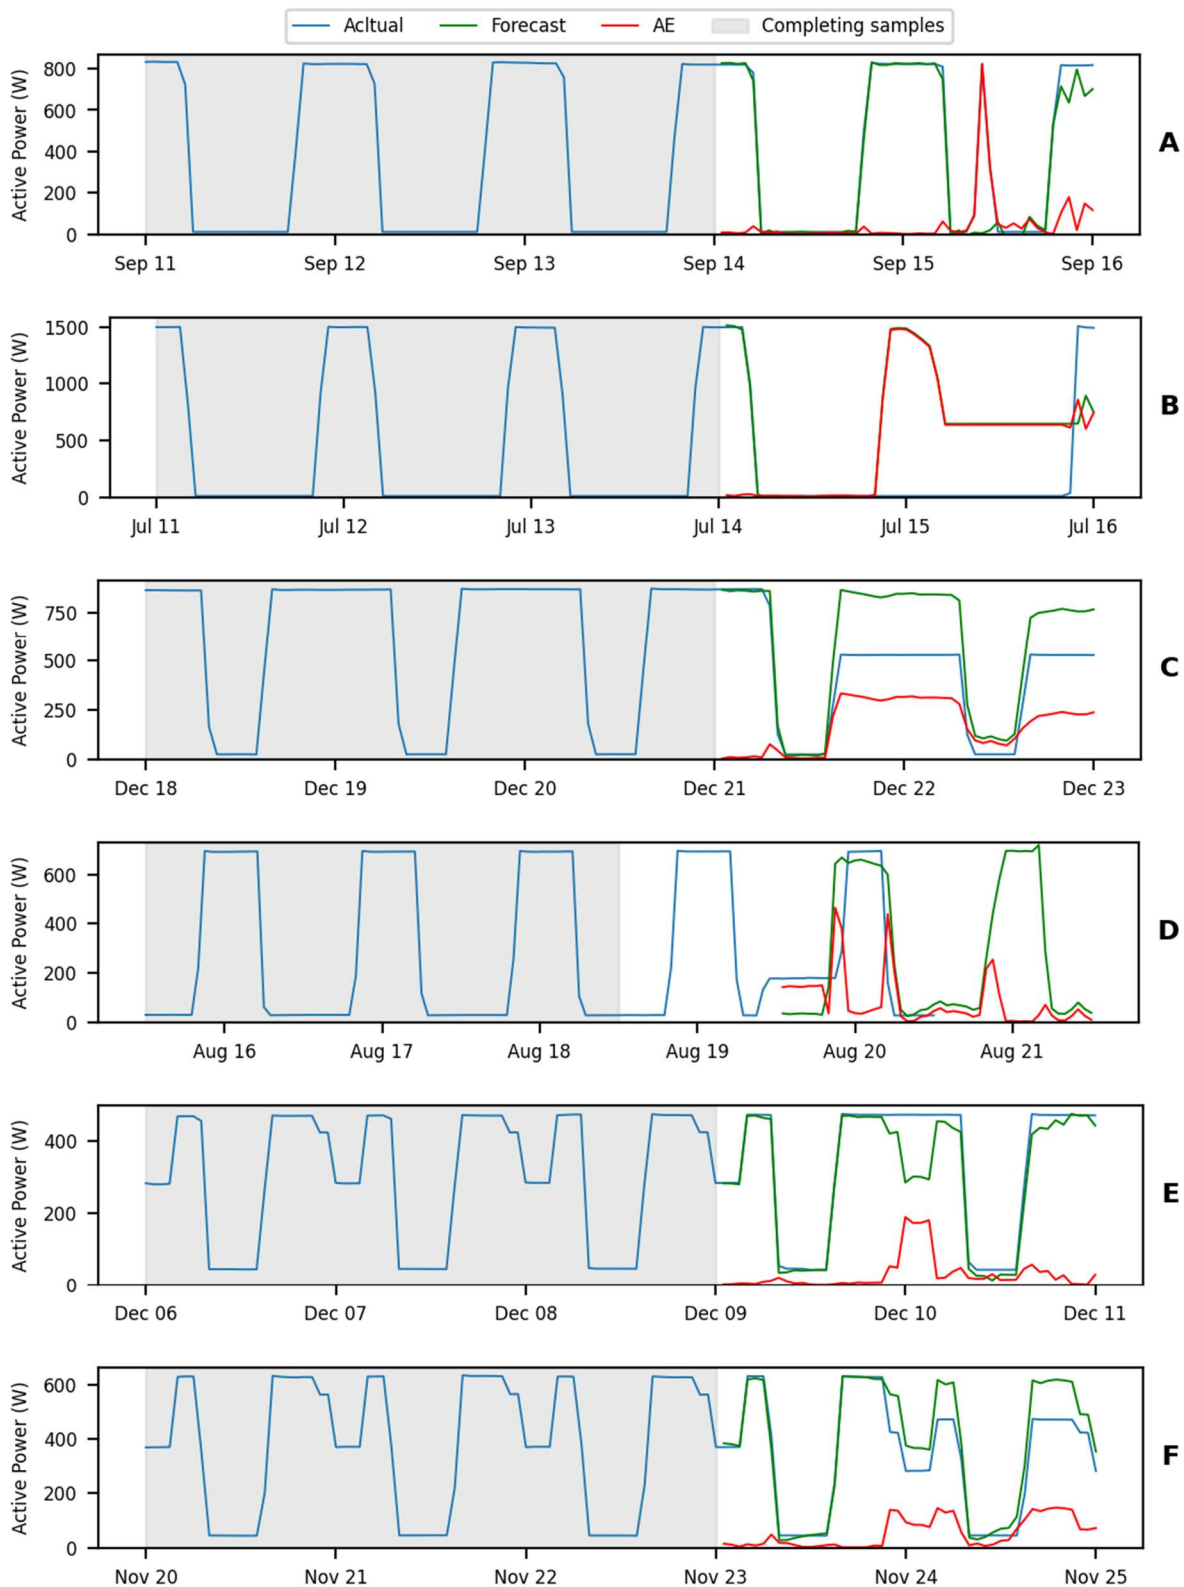 Acltual Forecast AE Completing samples
Active Power (W)
800
600
400
200
0
Sep 11 Sep 12 Sep 13 Sep 14 Sep 15 Sep 16
A
Active Power (W)
1500
1000
500
0
Jul 11 Jul 12 Jul 13 Jul 14 Jul 15 Jul 16
B
Active Power (W)
750
500
250
0
Dec 18 Dec 19 Dec 20 Dec 21 Dec 22 Dec 23
C
Active Power (W)
600
400
200
0
Aug 16 Aug 17 Aug 18 Aug 19 Aug 20 Aug 21
D
Active Power (W)
400
200
0
Dec 06 Dec 07 Dec 08 Dec 09 Dec 10 Dec 11
E
Active Power (W)
600
400
200
0
Nov 20 Nov 21 Nov 22 Nov 23 Nov 24 Nov 25
F